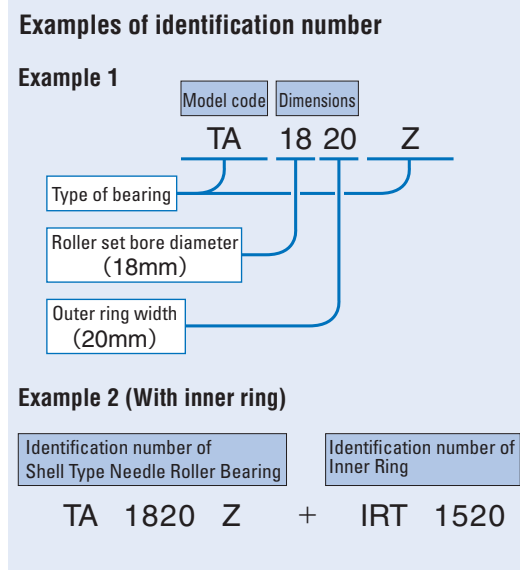 Examples of identification number
Example 1
Model code Dimensions
TA 18 20 Z
Type of bearing
Roller set bore diameter
(18mm)
Outer ring width
(20mm)
Example 2 (With inner ring)
Identification number of
Shell Type Needle Roller Bearing
Identification number of
Inner Ring
TA 1820 Z + IRT 1520